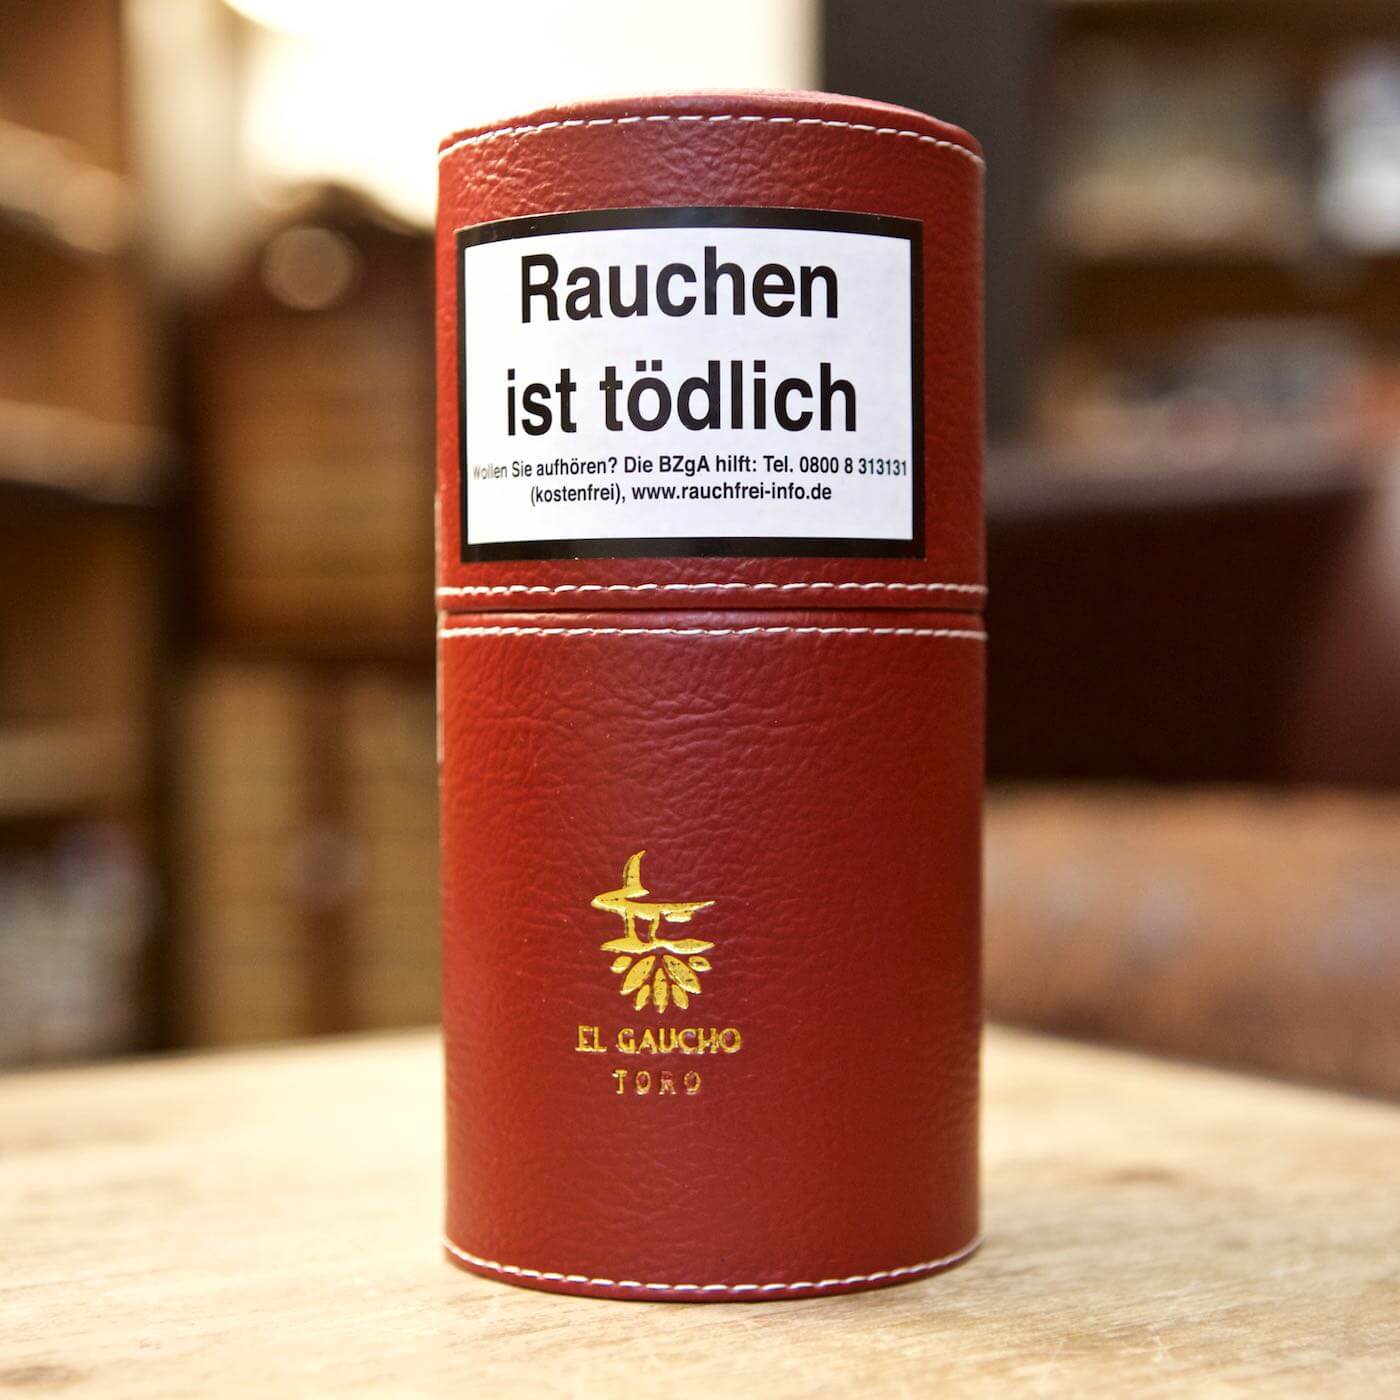 Rauchen
ist tödlich
Wollen Sie aufhören? Die BZgA hilft: Tel. 0800 8 313131
(kostenfrei), www.rauchfrei-info.de
EL GAUCHO
TORO